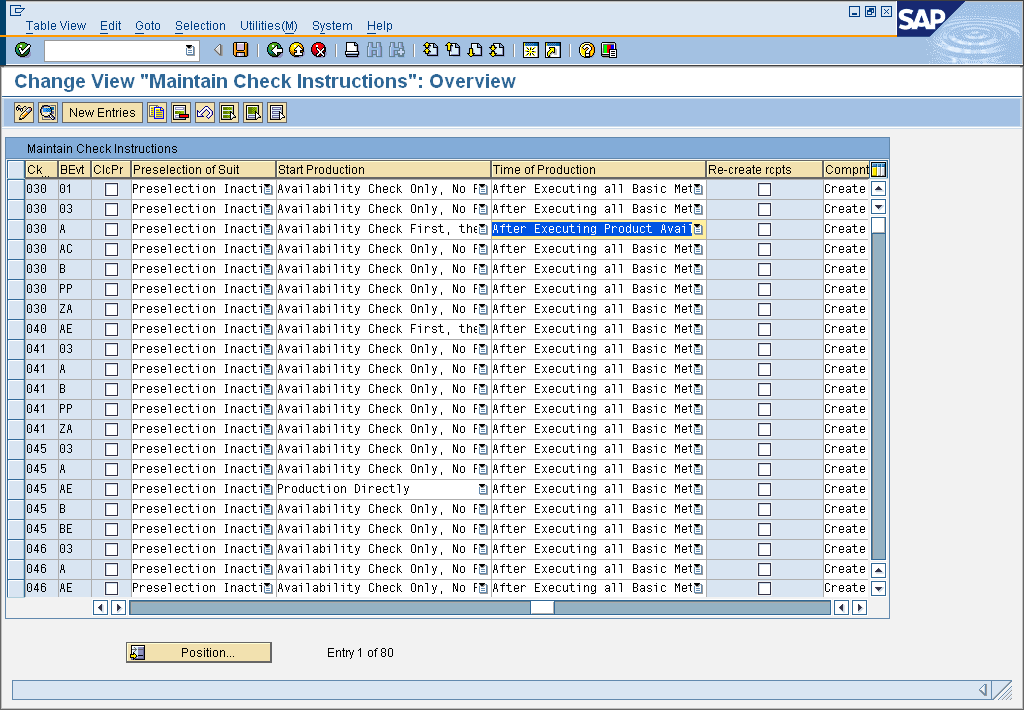 Table View Edit Goto Selection Utilities(M) System Help
SAP
Change View "Maintain Check Instructions": Overview
New Entries
Maintain Check Instructions
Ck... BEvt ClcPr Preselection of Suit Start Production Time of Production Re-create rcpts Compnt
030 01 Preselection Inacti Availability Check Only, No P After Executing all Basic Met Create
030 03 Preselection Inacti Availability Check Only, No P After Executing all Basic Met Create
030 A Preselection Inacti Availability Check First, the After Executing Product Avail Create
030 AC Preselection Inacti Availability Check Only, No P After Executing all Basic Met Create
030 B Preselection Inacti Availability Check Only, No P After Executing all Basic Met Create
030 PP Preselection Inacti Availability Check Only, No P After Executing all Basic Met Create
030 ZA Preselection Inacti Availability Check Only, No P After Executing all Basic Met Create
040 AE Preselection Inacti Availability Check First, the After Executing all Basic Met Create
041 03 Preselection Inacti Availability Check Only, No P After Executing all Basic Met Create
041 A Preselection Inacti Availability Check Only, No P After Executing all Basic Met Create
041 B Preselection Inacti Availability Check Only, No P After Executing all Basic Met Create
041 PP Preselection Inacti Availability Check Only, No P After Executing all Basic Met Create
041 ZA Preselection Inacti Availability Check Only, No P After Executing all Basic Met Create
045 03 Preselection Inacti Availability Check Only, No P After Executing all Basic Met Create
045 A Preselection Inacti Availability Check Only, No P After Executing all Basic Met Create
045 AE Preselection Inacti Production Directly After Executing all Basic Met Create
045 B Preselection Inacti Availability Check Only, No P After Executing all Basic Met Create
045 BE Preselection Inacti Availability Check Only, No P After Executing all Basic Met Create
046 03 Preselection Inacti Availability Check Only, No P After Executing all Basic Met Create
046 A Preselection Inacti Availability Check Only, No P After Executing all Basic Met Create
046 AE Preselection Inacti Availability Check Only, No P After Executing all Basic Met Create
Position... Entry 1 of 80